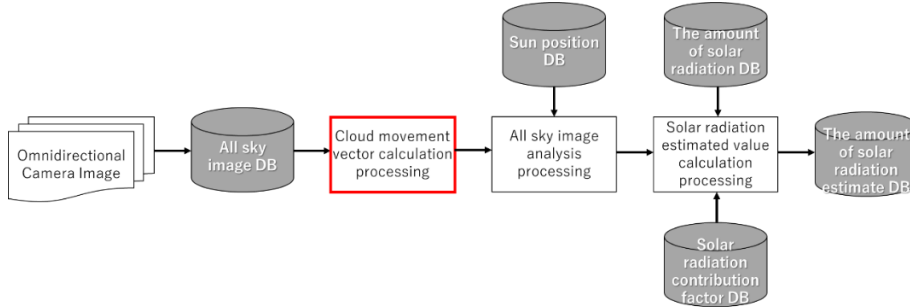 Omnidirectional
Camera Image
All sky
image DB
Cloud movement
vector calculation
processing
Sun position
DB
All sky image
analysis
processing
The amount
of solar
radiation DB
Solar radiation
estimated value
calculation
processing
Solar
radiation
contribution
factor DB
The amount
of solar
radiation
estimate DB